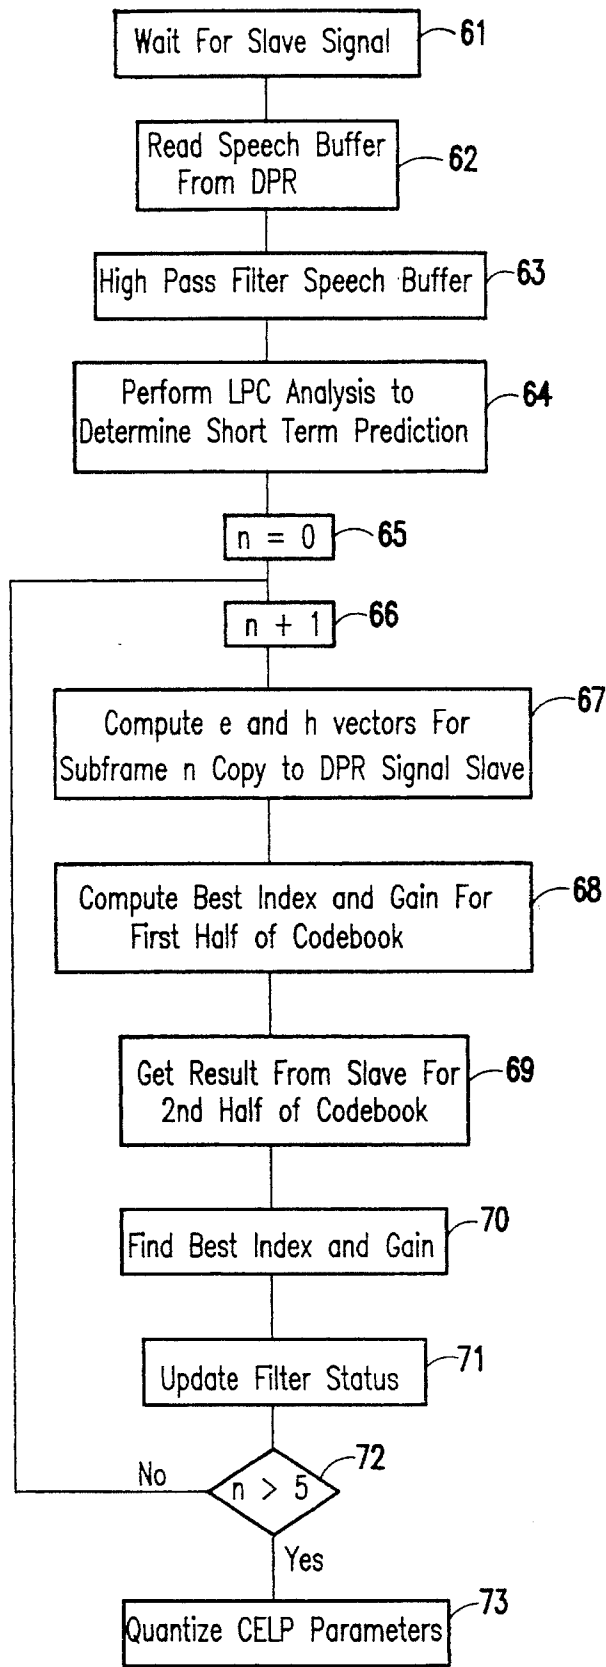 Wait For Slave Signal
61
Read Speech Buffer
From DPR
62
High Pass Filter Speech Buffer
63
Perform LPC Analysis to
Determine Short Term Prediction
64
n = 0
65
n + 1
66
Compute e and h vectors For
Subframe n Copy to DPR Signal Slave
67
Compute Best Index and Gain For
First Half of Codebook
68
Get Result From Slave For
2nd Half of Codebook
69
Find Best Index and Gain
70
Update Filter Status
71
n > 5
72
No
Yes
Quantize CELP Parameters
73